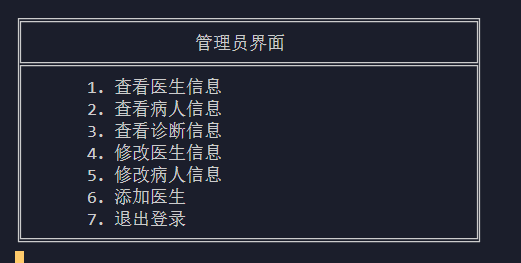 管理员界面
1. 查看医生信息
2. 查看病人信息
3. 查看诊断信息
4. 修改医生信息
5. 修改病人信息
6. 添加医生
7. 退出登录